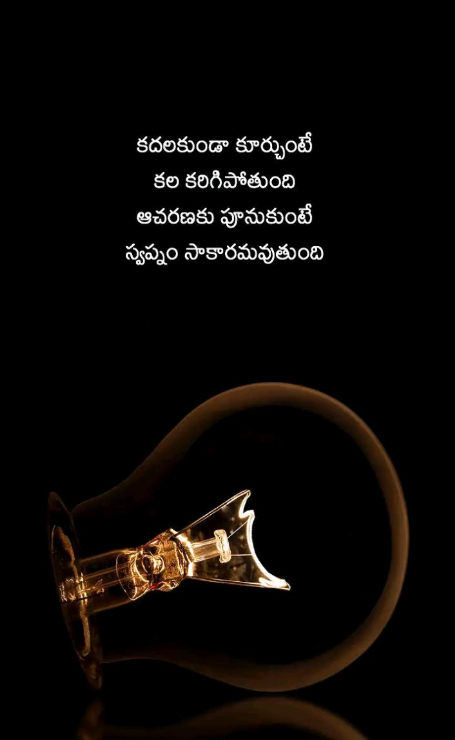 కదలకుండా కూర్చుంటే
కల కరిగిపోతుంది
ఆచరణకు పూనుకుంటే
స్వప్నం సాకారమవుతుంది